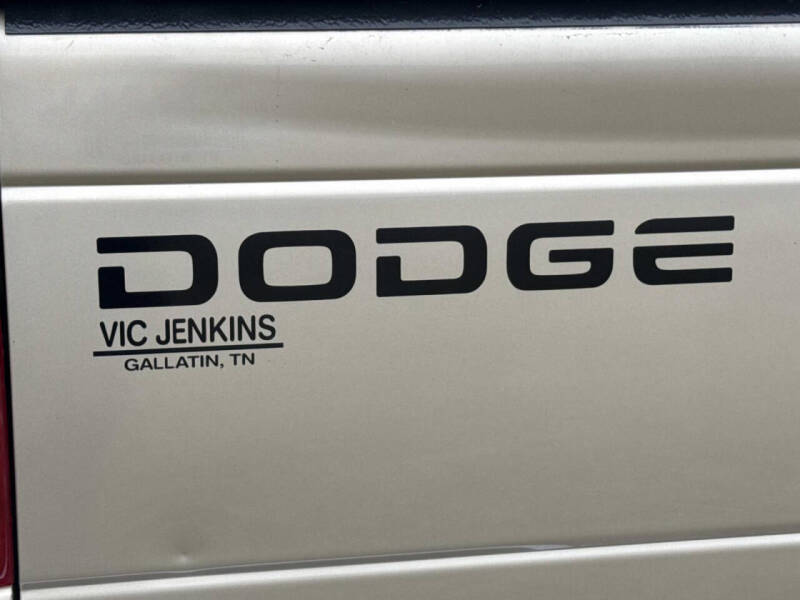 DODGE
VIC JENKINS
GALLATIN, TN